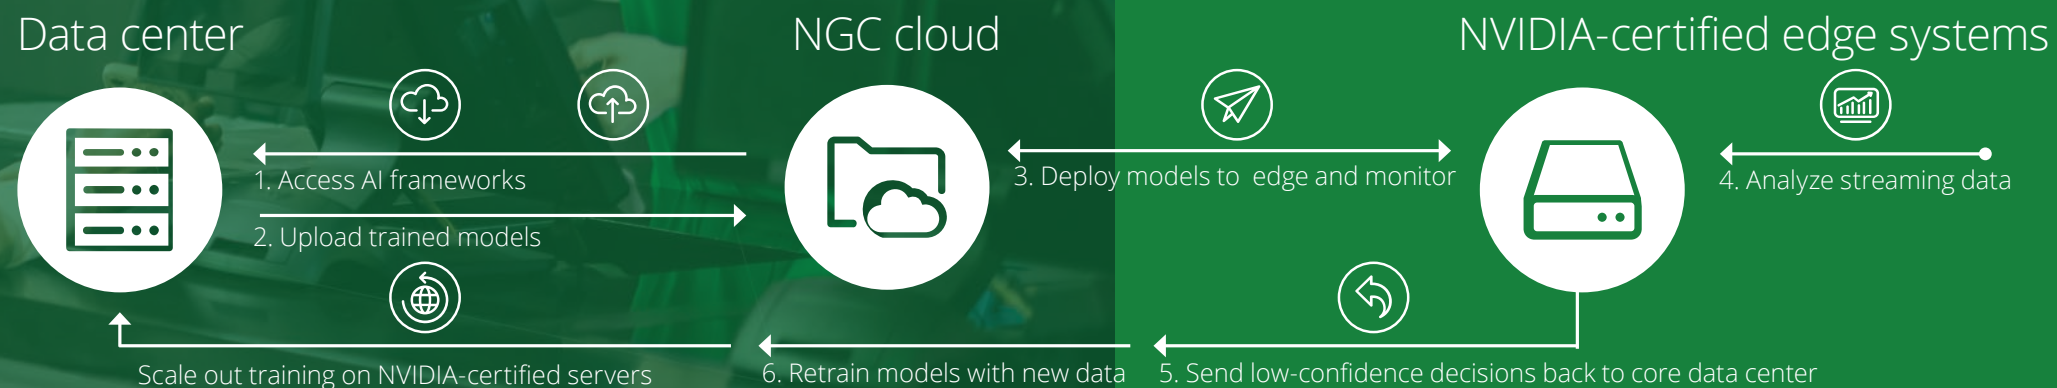 Data center
NGC cloud
NVIDIA-certified edge systems
1. Access AI frameworks
2. Upload trained models
3. Deploy models to edge and monitor
4. Analyze streaming data
Scale out training on NVIDIA-certified servers
6. Retrain models with new data
5. Send low-confidence decisions back to core data center